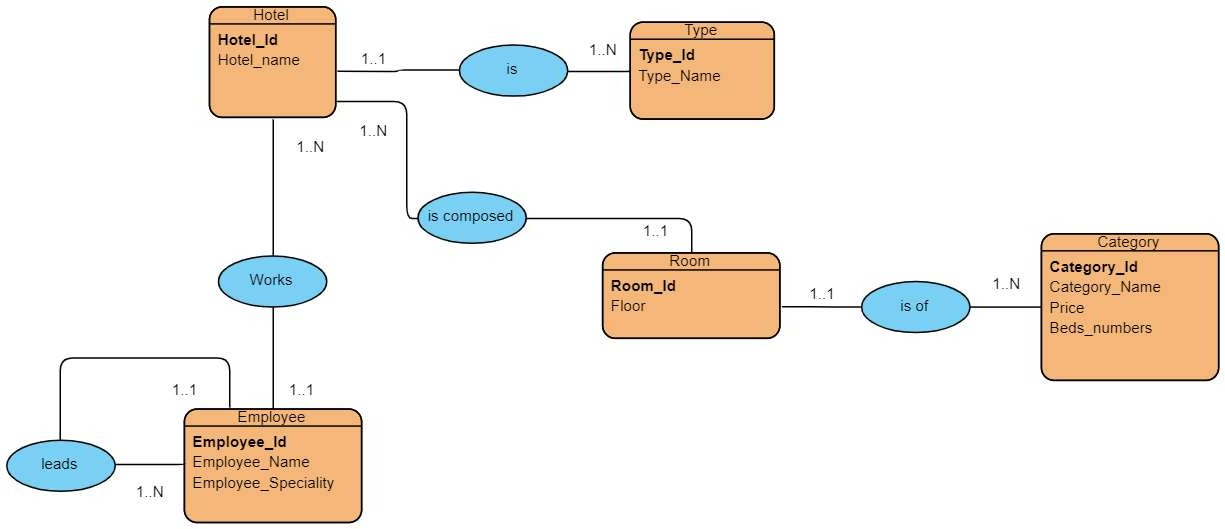 Hotel
Hotel_Id
Hotel_name
1..1
is
1..N
Type
Type_Id
Type_Name
1..N
1..N
is composed
1..1
Room
Room_Id
Floor
1..1
is of
1..N
Category
Category_Id
Category_Name
Price
Beds_numbers
Works
1..1
1..1
Employee
Employee_Id
Employee_Name
Employee_Speciality
leads
1..N